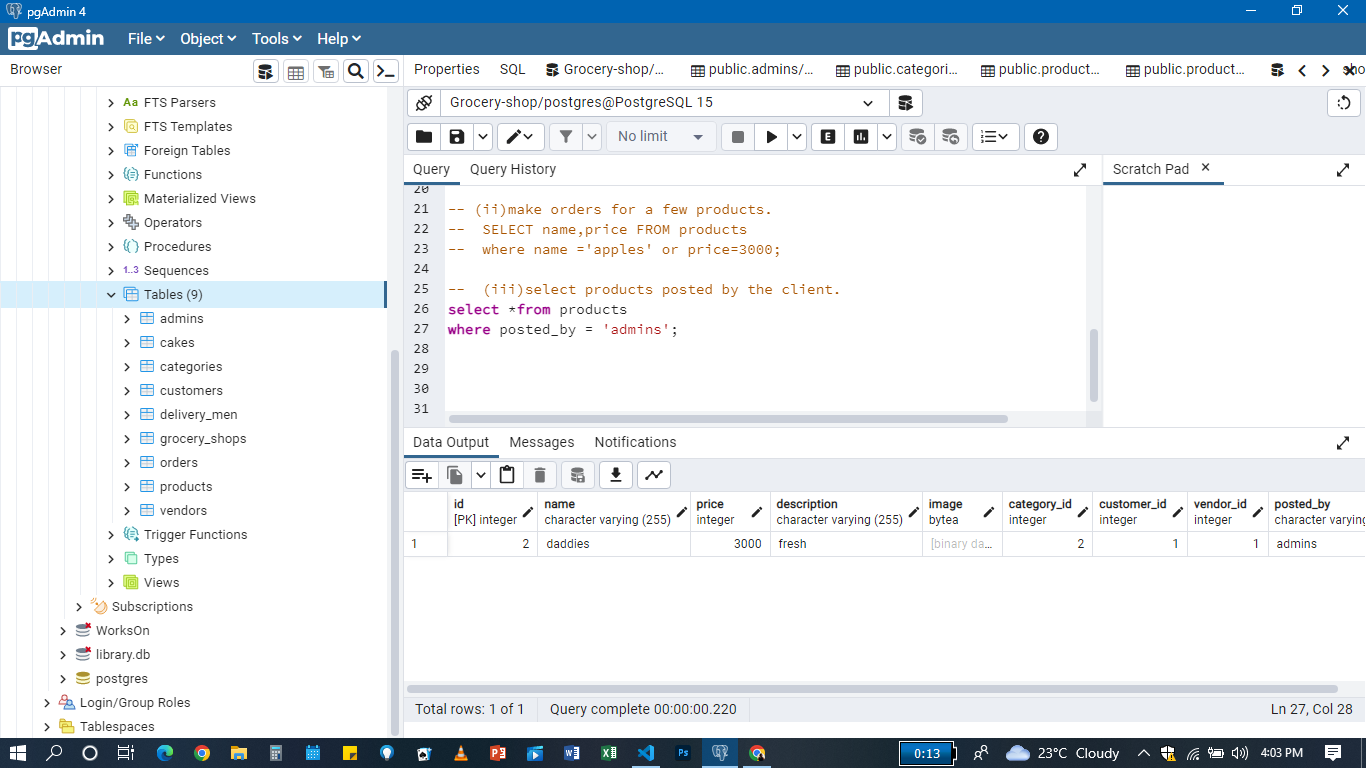 pgAdmin 4
pgAdmin File Object Tools Help
Browser
Properties SQL Grocery-shop/... public.admins/... public.categori... public.product... public.product... sho
FTS Parsers
FTS Templates
Foreign Tables
Functions
Materialized Views
Operators
Procedures
1..3 Sequences
Tables (9)
admins
cakes
categories
customers
delivery_men
grocery_shops
orders
products
vendors
Trigger Functions
Types
Views
Subscriptions
WorksOn
library.db
postgres
Login/Group Roles
Tablespaces
Grocery-shop/postgres@PostgreSQL 15
No limit
Query Query History
Scratch Pad
20
21 -- (ii)make orders for a few products.
22 --  SELECT name,price FROM products
23 --  where name ='apples' or price=3000;
24
25 --  (iii)select products posted by the client.
26 select *from products
27 where posted_by = 'admins';
28
29
30
31
Data Output Messages Notifications
id name price description image category_id customer_id vendor_id posted_by
[PK] integer character varying (255) integer character varying (255) bytea integer integer integer character varying
1 2 daddies 3000 fresh [binary da... 2 1 1 admins
Total rows: 1 of 1 Query complete 00:00:00.220 Ln 27, Col 28
0:13 23°C Cloudy 4:03 PM